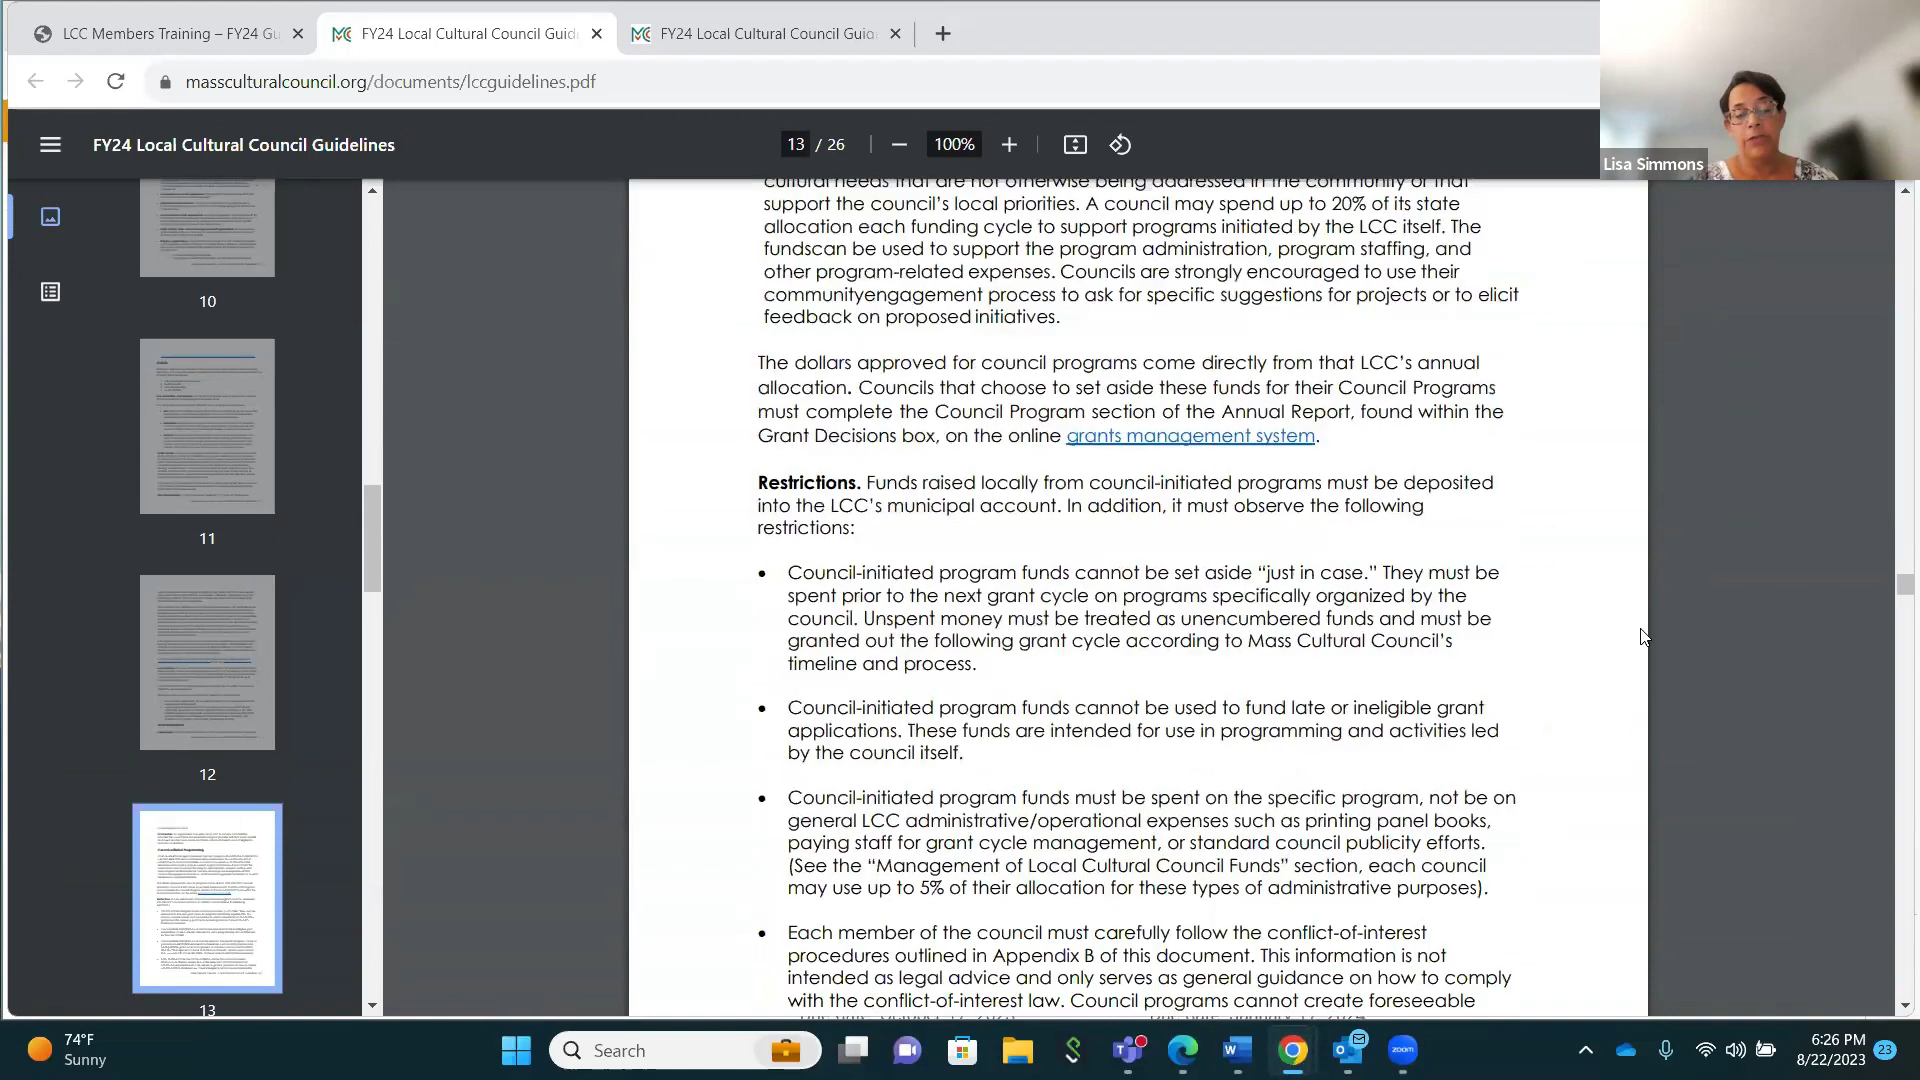 LCC Members Training – FY24 Gu
FY24 Local Cultural Council Guid
FY24 Local Cultural Council Guid
massculturalcouncil.org/documents/lccguidelines.pdf
FY24 Local Cultural Council Guidelines
13 / 26
100%
Lisa Simmons
10
11
12
13
cultural needs that are not otherwise being addressed in the community or that
support the council’s local priorities. A council may spend up to 20% of its state
allocation each funding cycle to support programs initiated by the LCC itself. The
fundscan be used to support the program administration, program staffing, and
other program-related expenses. Councils are strongly encouraged to use their
communityengagement process to ask for specific suggestions for projects or to elicit
feedback on proposed initiatives.
The dollars approved for council programs come directly from that LCC’s annual
allocation. Councils that choose to set aside these funds for their Council Programs
must complete the Council Program section of the Annual Report, found within the
Grant Decisions box, on the online grants management system.
Restrictions. Funds raised locally from council-initiated programs must be deposited
into the LCC’s municipal account. In addition, it must observe the following
restrictions:
• Council-initiated program funds cannot be set aside “just in case.” They must be
spent prior to the next grant cycle on programs specifically organized by the
council. Unspent money must be treated as unencumbered funds and must be
granted out the following grant cycle according to Mass Cultural Council’s
timeline and process.
• Council-initiated program funds cannot be used to fund late or ineligible grant
applications. These funds are intended for use in programming and activities led
by the council itself.
• Council-initiated program funds must be spent on the specific program, not be on
general LCC administrative/operational expenses such as printing panel books,
paying staff for grant cycle management, or standard council publicity efforts.
(See the “Management of Local Cultural Council Funds” section, each council
may use up to 5% of their allocation for these types of administrative purposes).
• Each member of the council must carefully follow the conflict-of-interest
procedures outlined in Appendix B of this document. This information is not
intended as legal advice and only serves as general guidance on how to comply
with the conflict-of-interest law. Council programs cannot create foreseeable
74°F
Sunny
Search
zoom
6:26 PM
8/22/2023
23